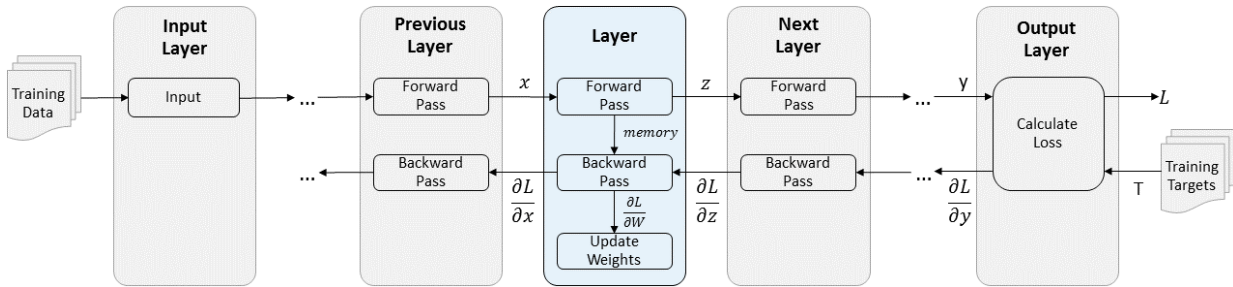 Input
Layer
Previous
Layer
Layer
Next
Layer
Output
Layer
Training
Data
Input
...
Forward
Pass
x
Forward
Pass
z
Forward
Pass
...
y
Calculate
Loss
L
memory
...
Backward
Pass
∂L
∂x
Backward
Pass
∂L
∂z
Backward
Pass
...
∂L
∂y
T
Training
Targets
∂L
∂W
Update
Weights